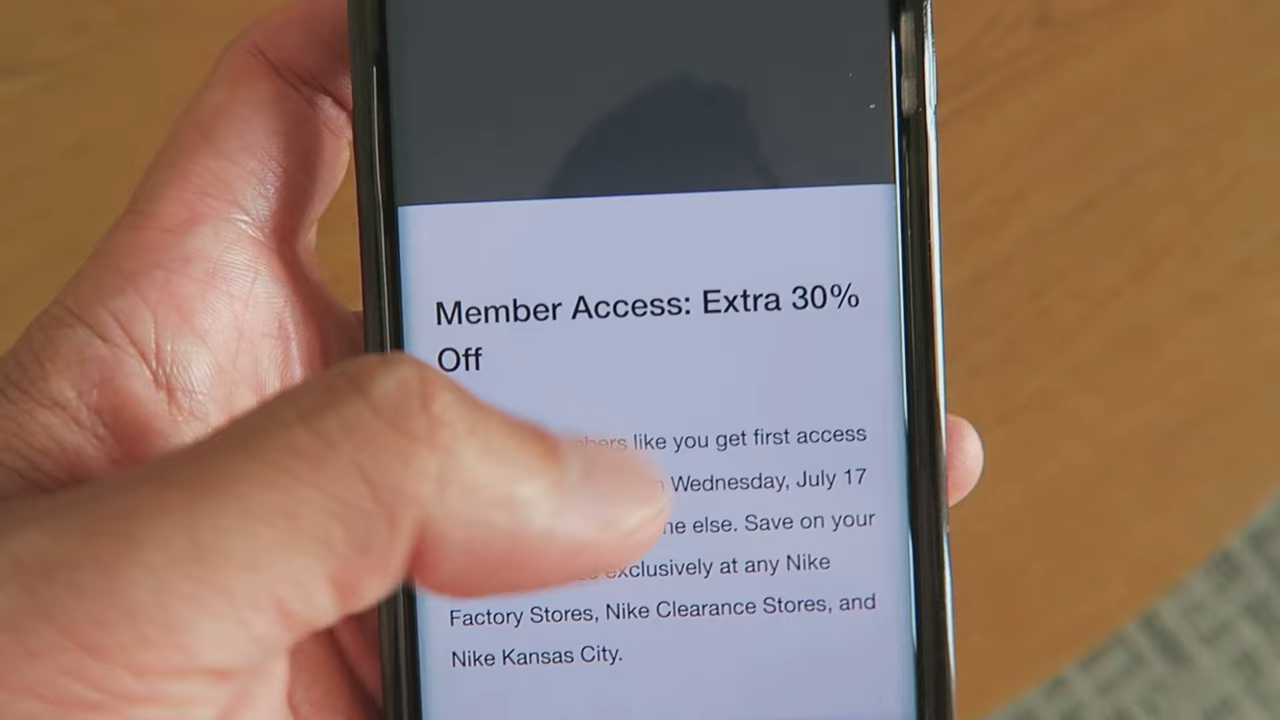 Member Access: Extra 30%
Off
like you get first access
Wednesday, July 17
else. Save on your
exclusively at any Nike
Factory Stores, Nike Clearance Stores, and
Nike Kansas City.